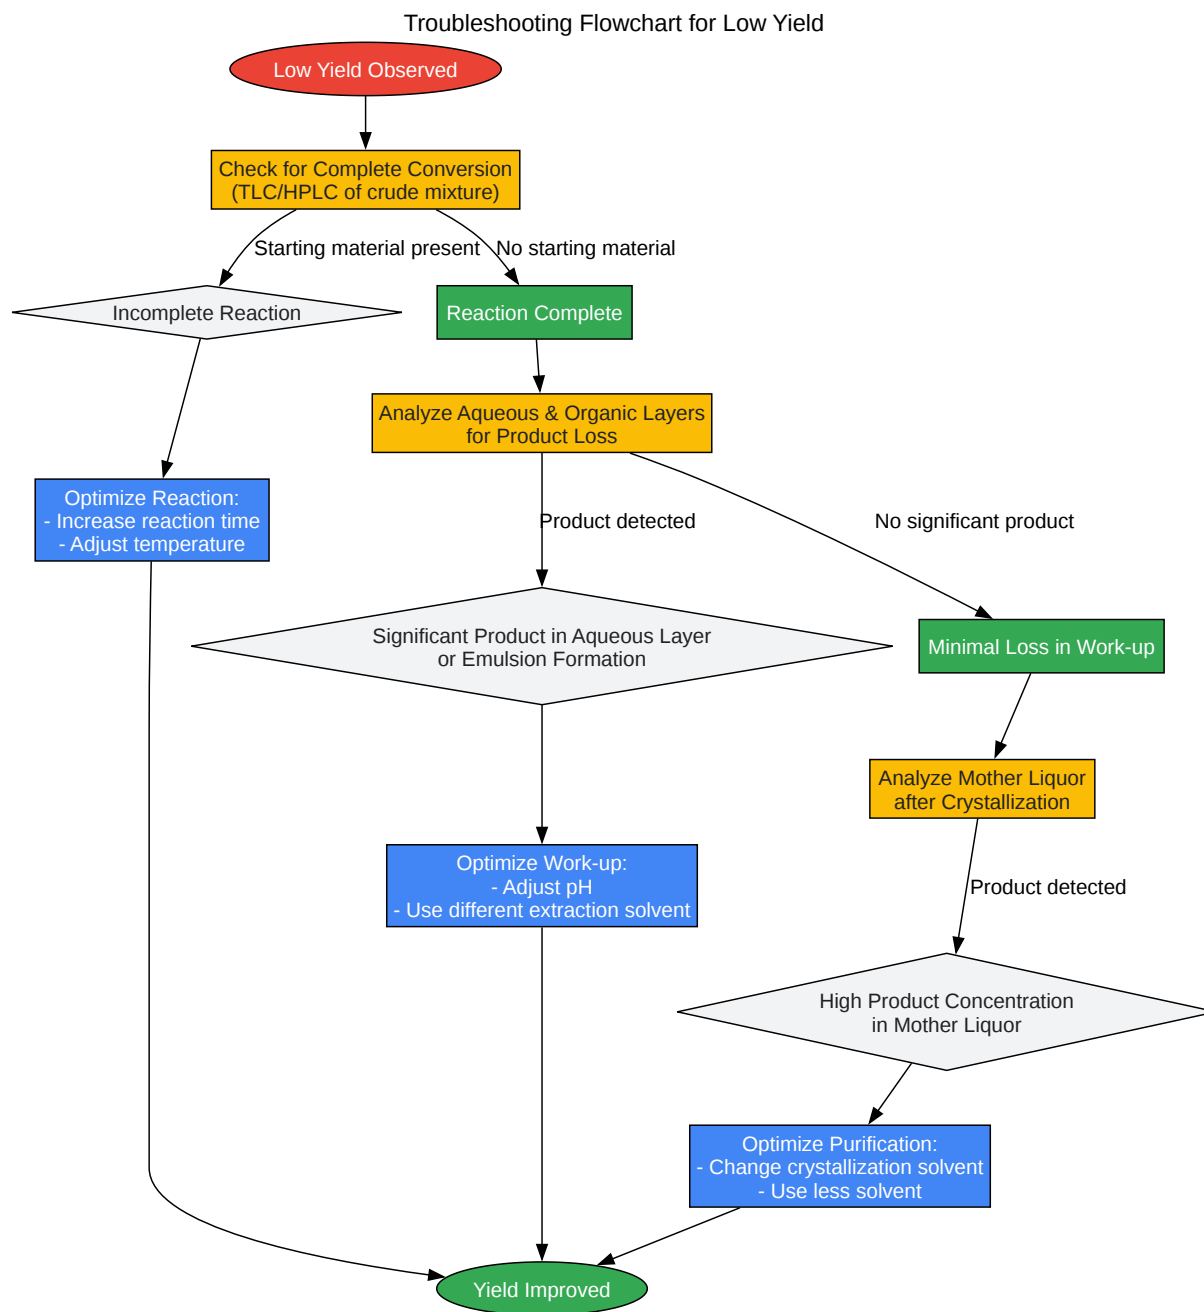 Troubleshooting Flowchart for Low Yield
Low Yield Observed
Check for Complete Conversion
(TLC/HPLC of crude mixture)
Starting material present
No starting material
Incomplete Reaction
Reaction Complete
Analyze Aqueous & Organic Layers
for Product Loss
Optimize Reaction:
- Increase reaction time
- Adjust temperature
Product detected
No significant product
Significant Product in Aqueous Layer
or Emulsion Formation
Minimal Loss in Work-up
Analyze Mother Liquor
after Crystallization
Optimize Work-up:
- Adjust pH
- Use different extraction solvent
Product detected
High Product Concentration
in Mother Liquor
Optimize Purification:
- Change crystallization solvent
- Use less solvent
Yield Improved